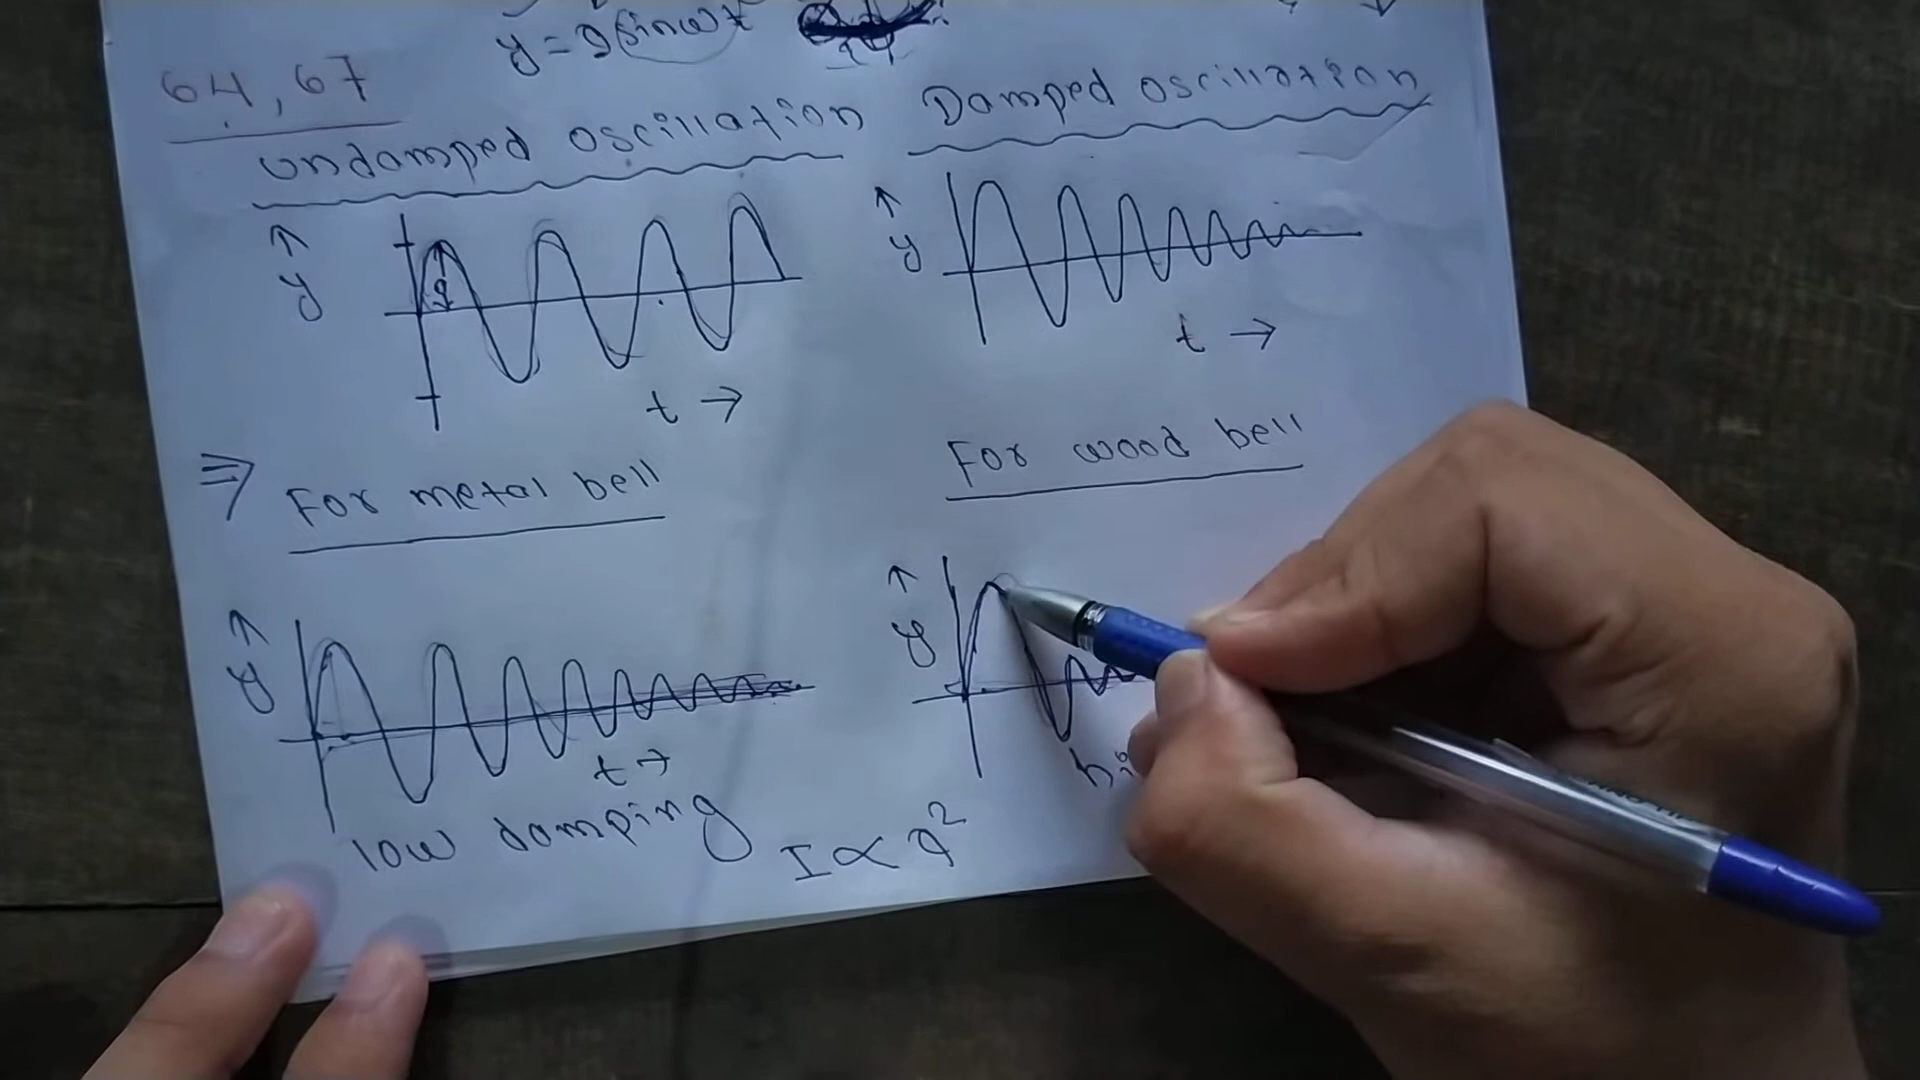 y = a sin ωt
64, 67
undamped oscillation
Damped oscillation
↑
y
a
t →
↑
y
t →
⇒ For metal bell
For wood bell
↑
y
t →
low damping
↑
y
I ∝ a²